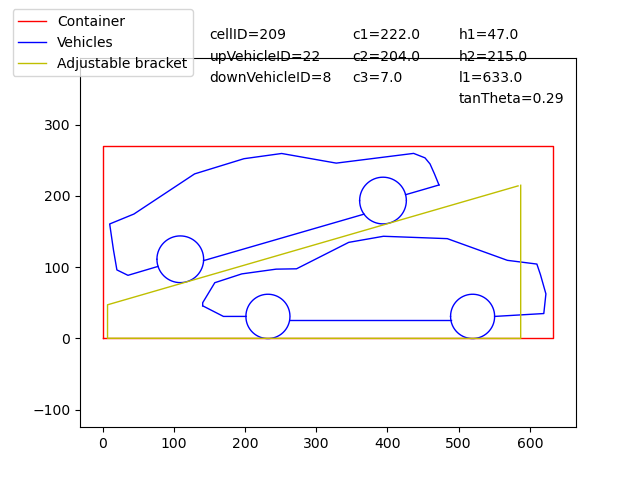 Container
Vehicles
Adjustable bracket
cellID=209
upVehicleID=22
downVehicleID=8
c1=222.0
c2=204.0
c3=7.0
h1=47.0
h2=215.0
l1=633.0
tanTheta=0.29
300
200
100
0
−100
0 100 200 300 400 500 600